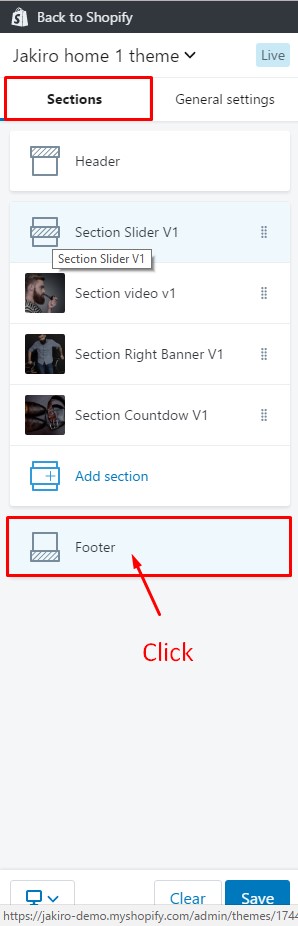 Back to Shopify
Jakiro home 1 theme
Live
Sections
General settings
Header
Section Slider V1
Section Slider V1
Section video v1
Section Right Banner V1
Section Countdow V1
Add section
Footer
Click
Clear
Save
https://jakiro-demo.myshopify.com/admin/themes/1744